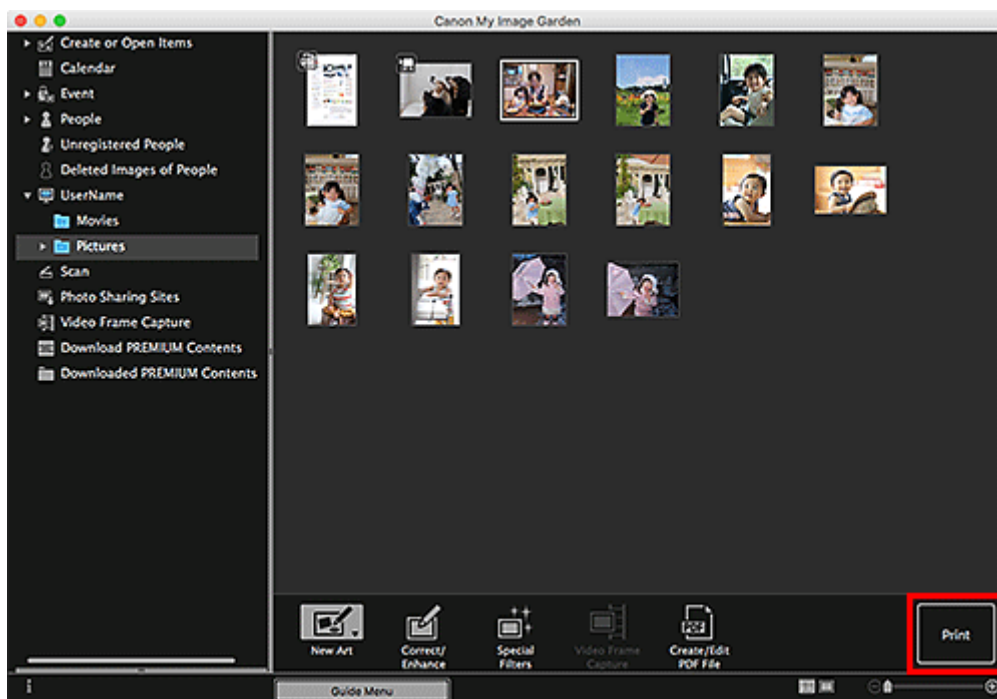 Canon My Image Garden
Create or Open Items
Calendar
Event
People
Unregistered People
Deleted Images of People
UserName
Movies
Pictures
Scan
Photo Sharing Sites
Video Frame Capture
Download PREMIUM Contents
Downloaded PREMIUM Contents
New Art
Correct/
Enhance
Special
Filters
Video Frame
Capture
PDF
Create/Edit
PDF File
Print
Guide Menu